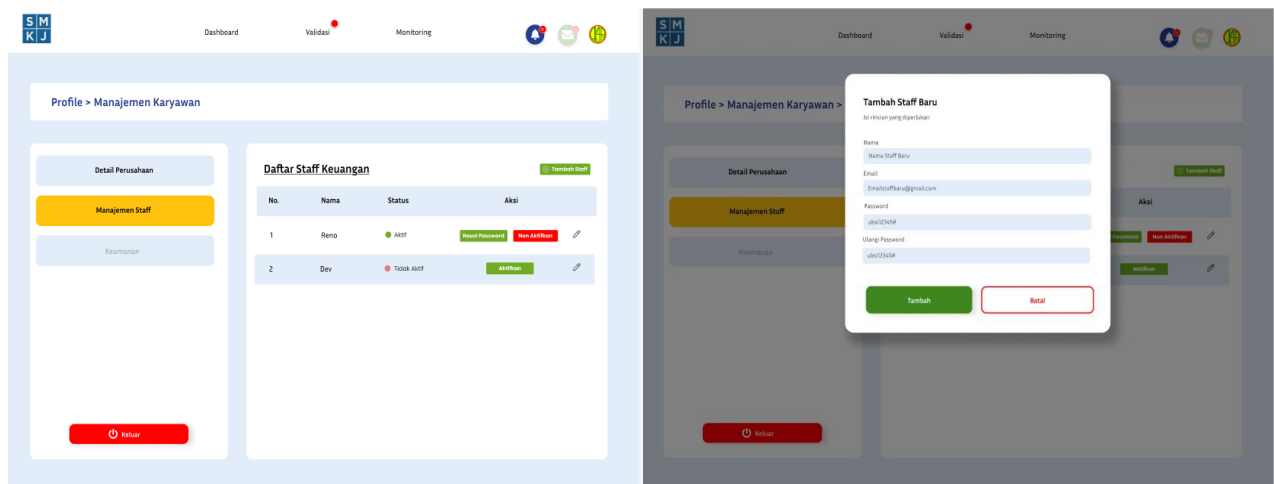 S M
K J
Dashboard
Validasi
Monitoring
Profile > Manajemen Karyawan
Detail Perusahaan
Manajemen Staff
Keamanan
Keluar
Daftar Staff Keuangan
Tambah Staff
No. Nama Status Aksi
1 Reno Aktif Reset Password Non Aktifkan
2 Dev Tidak Aktif Aktifkan
S M
K J
Dashboard
Validasi
Monitoring
Profile > Manajemen Karyawan >
Detail Perusahaan
Manajemen Staff
Keamanan
Keluar
Tambah Staff
Aksi
Password Non Aktifkan
Aktifkan
Tambah Staff Baru
Isi rincian yang diperlukan
Nama
Nama Staff Baru
Email
Emailstaffbaru@gmail.com
Password
ubsi12345#
Ulangi Password
ubsi12345#
Tambah
Batal